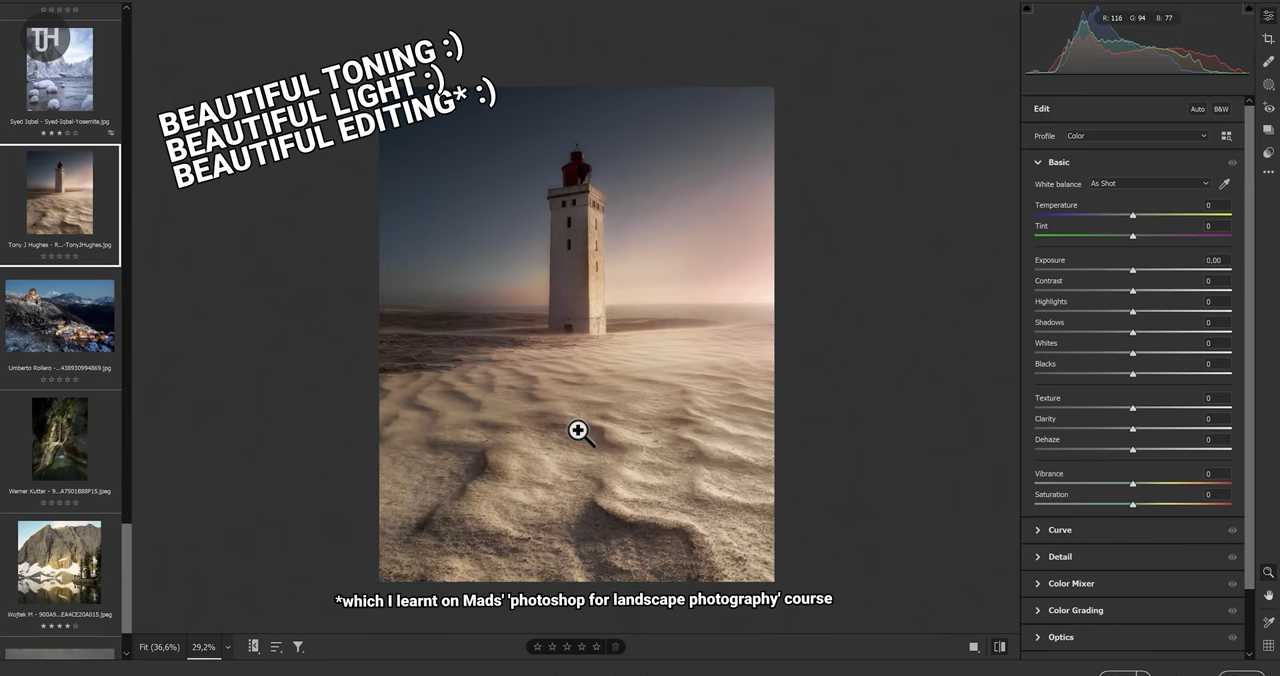 TJH
Syed Iqbal - Syed-Iqbal-Yosemite.jpg
Tony J Hughes - R...-TonyJHughes.jpg
Umberto Rollero -...438930994869.jpg
Werner Kutter - 9...A7501B88F15.jpeg
Wojtek M - 900A9...EA4CE20A015.jpeg
BEAUTIFUL TONING :)
BEAUTIFUL LIGHT :)
BEAUTIFUL EDITING* :)
*which I learnt on Mads' 'photoshop for landscape photography' course
Fit (36,6%) 29,2%
R: 116 G: 94 B: 77
Edit Auto B&W
Profile Color
Basic
White balance As Shot
Temperature 0
Tint 0
Exposure 0,00
Contrast 0
Highlights 0
Shadows 0
Whites 0
Blacks 0
Texture 0
Clarity 0
Dehaze 0
Vibrance 0
Saturation 0
Curve
Detail
Color Mixer
Color Grading
Optics